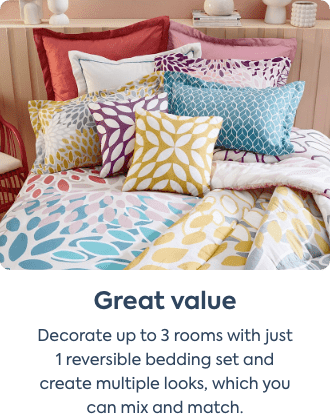 Great value
Decorate up to 3 rooms with just
1 reversible bedding set and
create multiple looks, which you
can mix and match.